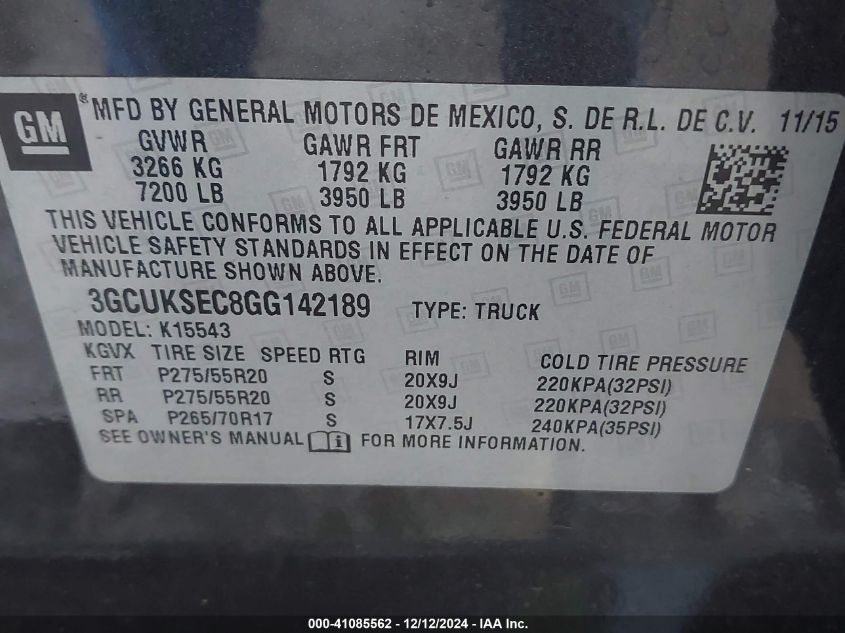 GM ® MFD BY GENERAL MOTORS DE MEXICO, S. DE R.L. DE C.V. 11/15
GVWR GAWR FRT GAWR RR
3266 KG 1792 KG 1792 KG
7200 LB 3950 LB 3950 LB
THIS VEHICLE CONFORMS TO ALL APPLICABLE U.S. FEDERAL MOTOR
VEHICLE SAFETY STANDARDS IN EFFECT ON THE DATE OF
MANUFACTURE SHOWN ABOVE.
3GCUKSEC8GG142189 TYPE: TRUCK
MODEL: K15543
KGVX TIRE SIZE SPEED RTG RIM COLD TIRE PRESSURE
FRT P275/55R20 S 20X9J 220KPA(32PSI)
RR P275/55R20 S 20X9J 220KPA(32PSI)
SPA P265/70R17 S 17X7.5J 240KPA(35PSI)
SEE OWNER'S MANUAL FOR MORE INFORMATION.
000-41085562 - 12/12/2024 - IAA Inc.